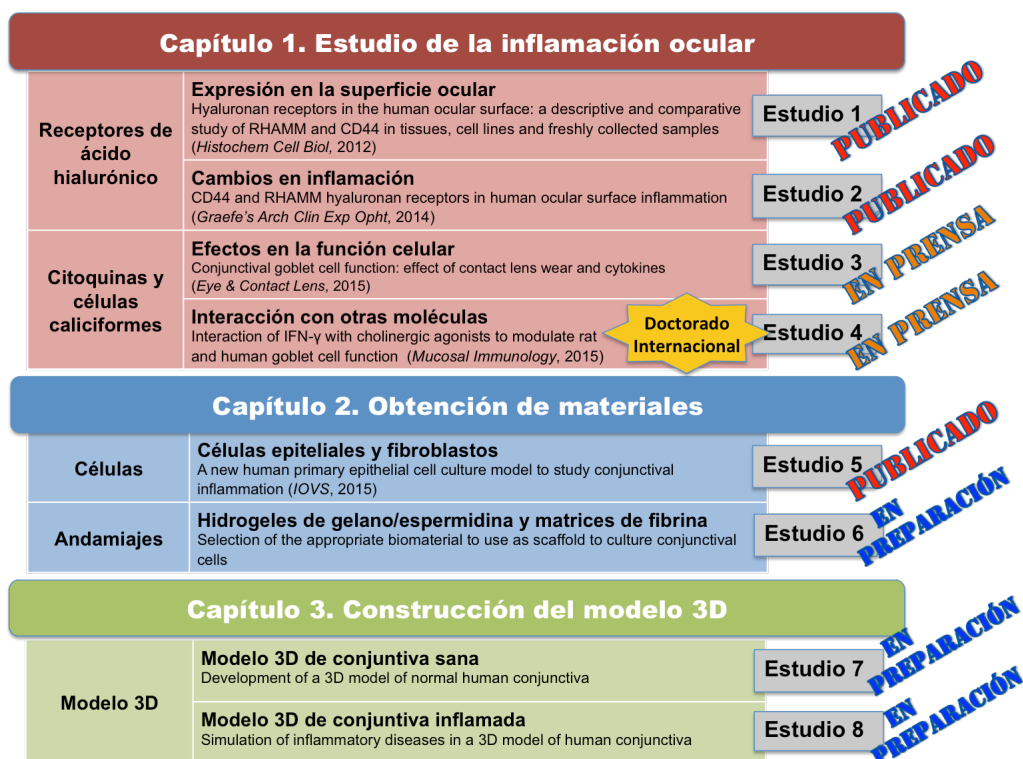 Capítulo 1. Estudio de la inflamación ocular
Receptores de
ácido
hialurónico
Expresión en la superficie ocular
Hyaluronan receptors in the human ocular surface: a descriptive and comparative
study of RHAMM and CD44 in tissues, cell lines and freshly collected samples
(Histochem Cell Biol, 2012)
Estudio 1
PUBLICADO
Cambios en inflamación
CD44 and RHAMM hyaluronan receptors in human ocular surface inflammation
(Graefe's Arch Clin Exp Opht, 2014)
Estudio 2
PUBLICADO
Citoquinas y
células
caliciformes
Efectos en la función celular
Conjunctival goblet cell function: effect of contact lens wear and cytokines
(Eye & Contact Lens, 2015)
Estudio 3
EN PRENSA
Interacción con otras moléculas
Interaction of IFN-γ with cholinergic agonists to modulate rat
and human goblet cell function (Mucosal Immunology, 2015)
Doctorado
Internacional
Estudio 4
EN PRENSA
Capítulo 2. Obtención de materiales
Células
Células epiteliales y fibroblastos
A new human primary epithelial cell culture model to study conjunctival
inflammation (IOVS, 2015)
Estudio 5
PUBLICADO
Andamiajes
Hidrogeles de gelano/espermidina y matrices de fibrina
Selection of the appropriate biomaterial to use as scaffold to culture conjunctival
cells
Estudio 6
EN
PREPARACIÓN
Capítulo 3. Construcción del modelo 3D
Modelo 3D
Modelo 3D de conjuntiva sana
Development of a 3D model of normal human conjunctiva
Estudio 7
EN
PREPARACIÓN
Modelo 3D de conjuntiva inflamada
Simulation of inflammatory diseases in a 3D model of human conjunctiva
Estudio 8
EN
PREPARACIÓN